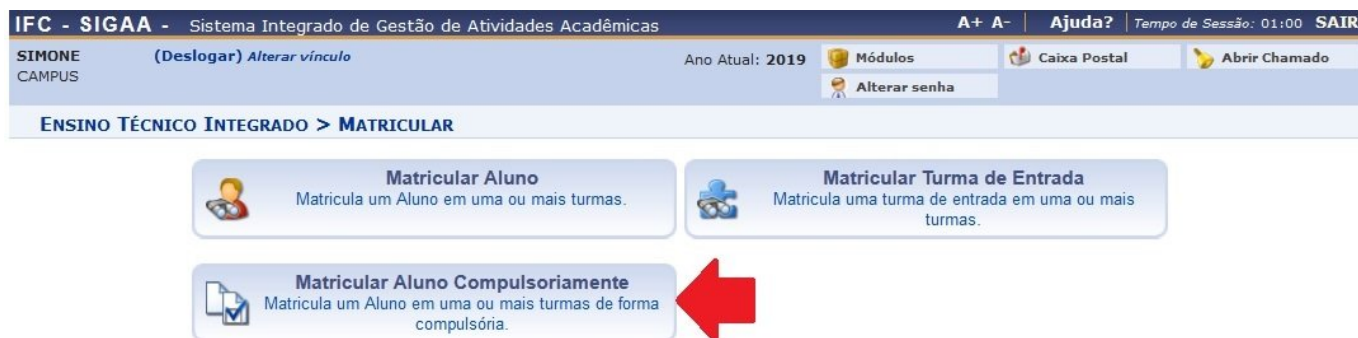 IFC - SIGAA - Sistema Integrado de Gestão de Atividades Acadêmicas A+ A- | Ajuda? | Tempo de Sessão: 01:00 SAIR
SIMONE (Deslogar) Alterar vínculo Ano Atual: 2019 Módulos Caixa Postal Abrir Chamado
CAMPUS
Alterar senha
ENSINO TÉCNICO INTEGRADO > MATRICULAR
Matricular Aluno
Matricula um Aluno em uma ou mais turmas.
Matricular Turma de Entrada
Matricula uma turma de entrada em uma ou mais
turmas.
Matricular Aluno Compulsoriamente
Matricula um Aluno em uma ou mais turmas de forma
compulsória.